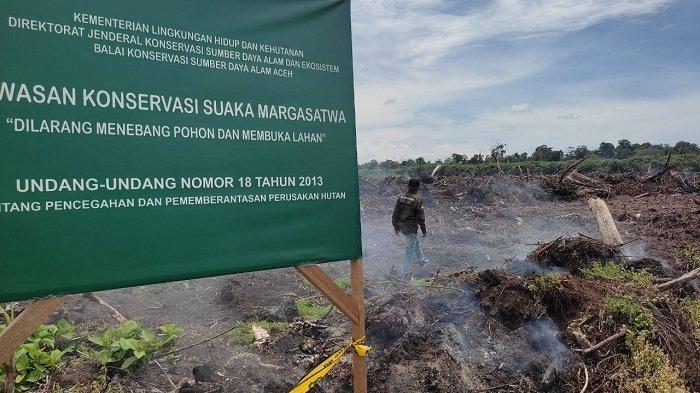 KEMENTERIAN LINGKUNGAN HIDUP DAN KEHUTANAN
DIREKTORAT JENDERAL KONSERVASI SUMBER DAYA ALAM DAN EKOSISTEM
BALAI KONSERVASI SUMBER DAYA ALAM ACEH
WASAN KONSERVASI SUAKA MARGASATWA
"DILARANG MENEBANG POHON DAN MEMBUKA LAHAN"
UNDANG-UNDANG NOMOR 18 TAHUN 2013
NTANG PENCEGAHAN DAN PEMEMBERANTASAN PERUSAKAN HUTAN